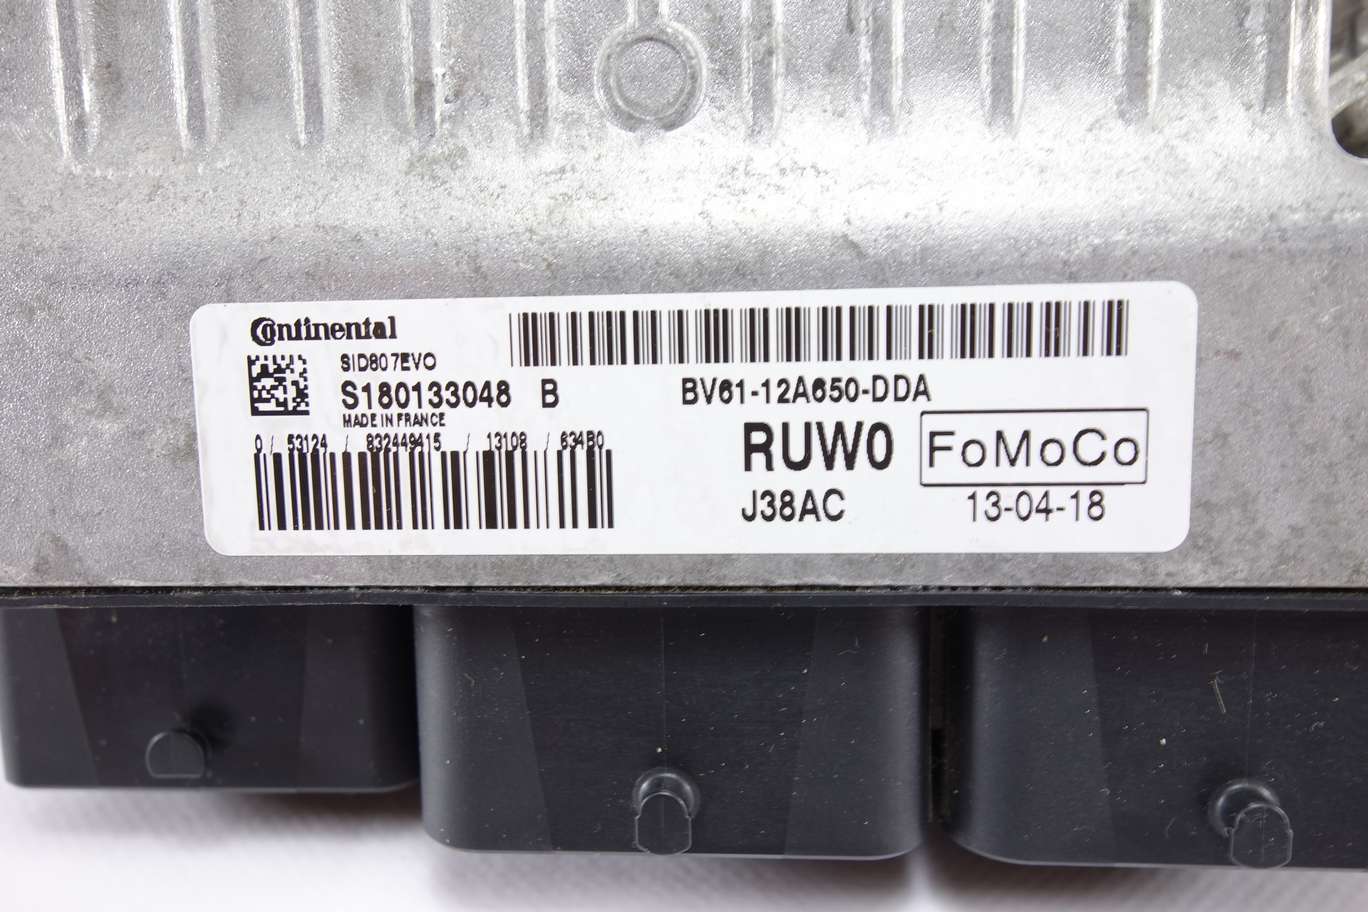 Continental
SID807EVO
S180133048 B
MADE IN FRANCE
0 / 53124 / 832449415 / 13108 / 634B0
BV61-12A650-DDA
RUW0 FoMoCo
J38AC 13-04-18